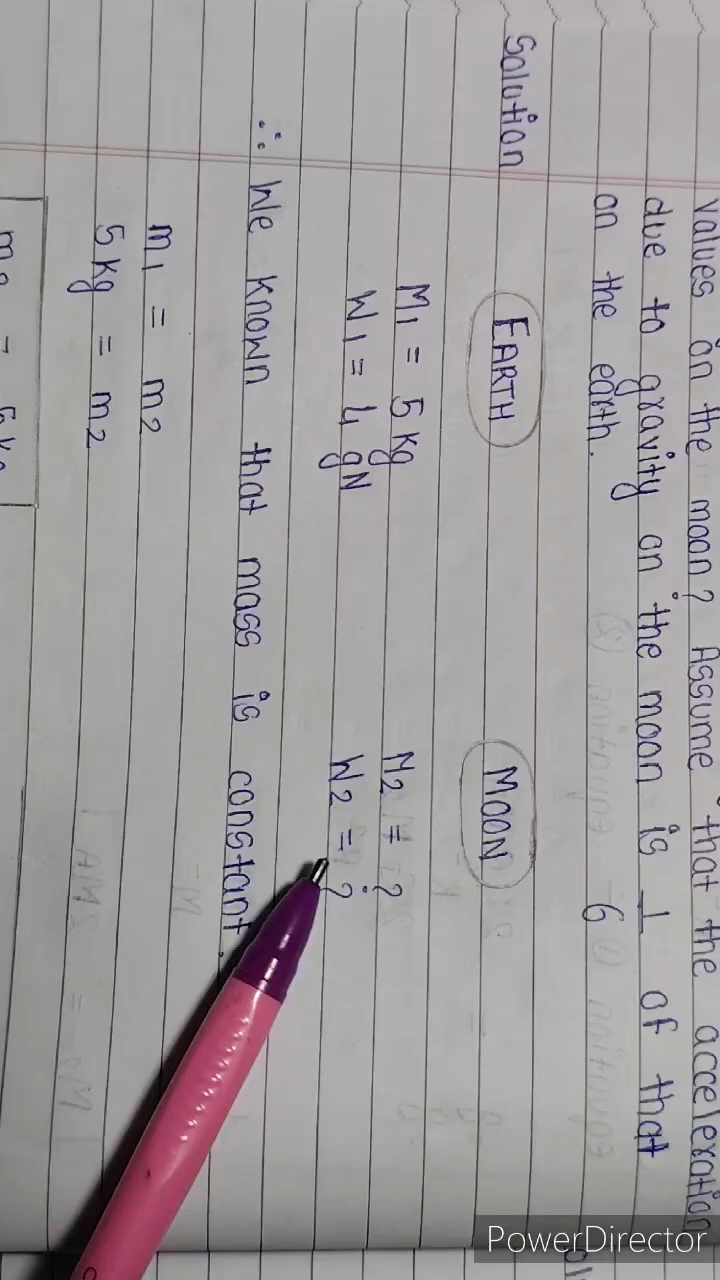 values on the moon? Assume that the acceleration
due to gravity on the moon is 1/6 of that
on the earth.
Solution
EARTH MOON
M1 = 5 kg M2 = ?
W1 = 49 N W2 = ?
∴ We known that mass is constant.
m1 = m2
5 kg = m2
PowerDirector